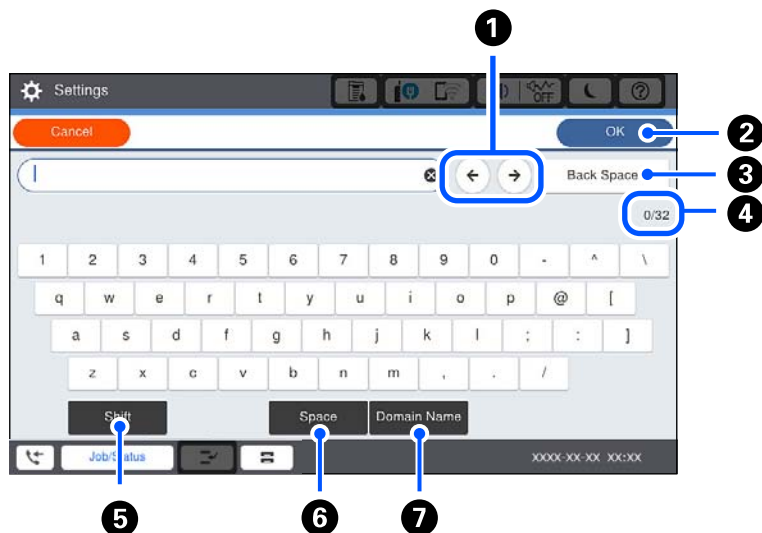 1
Settings
OFF
?
Cancel
OK
2
Back Space
3
0/32
4
1 2 3 4 5 6 7 8 9 0 - ^ \
q w e r t y u i o p @ [
a s d f g h j k l ; : ]
z x c v b n m , . /
Shift Space Domain Name
Job/Status
XXXX-XX-XX XX:XX
5 6 7